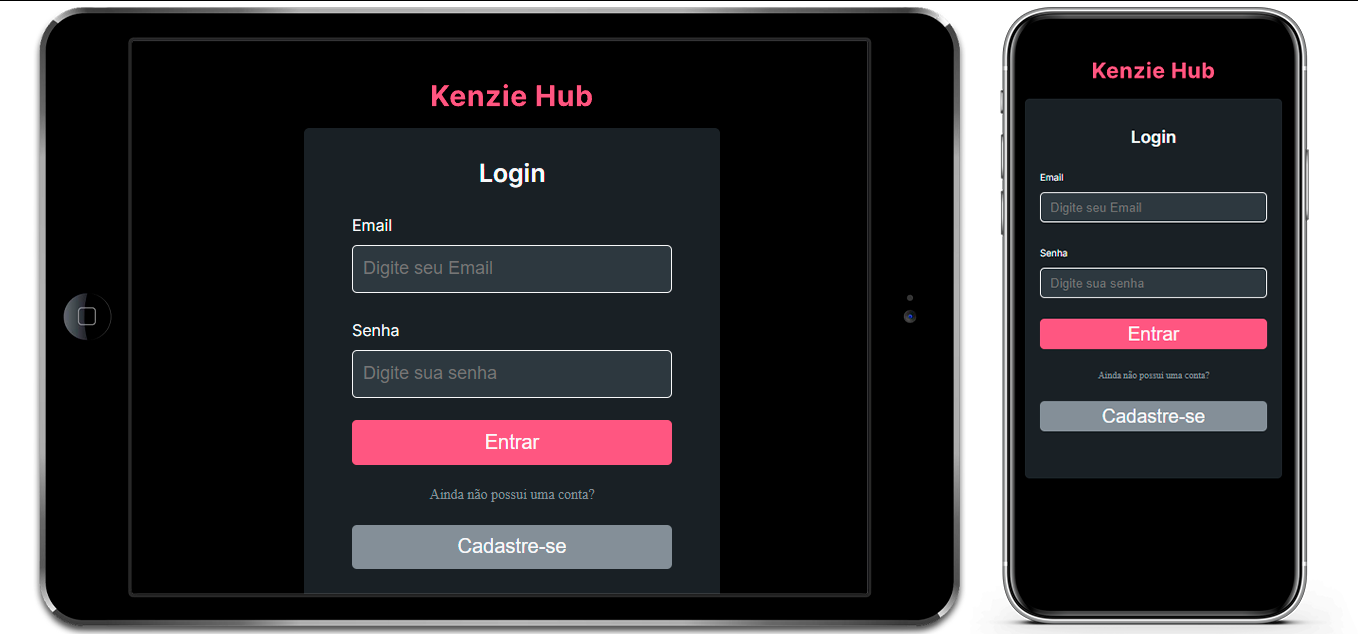 Kenzie Hub
Login
Email
Digite seu Email
Senha
Digite sua senha
Entrar
Ainda não possui uma conta?
Cadastre-se
Kenzie Hub
Login
Email
Digite seu Email
Senha
Digite sua senha
Entrar
Ainda não possui uma conta?
Cadastre-se